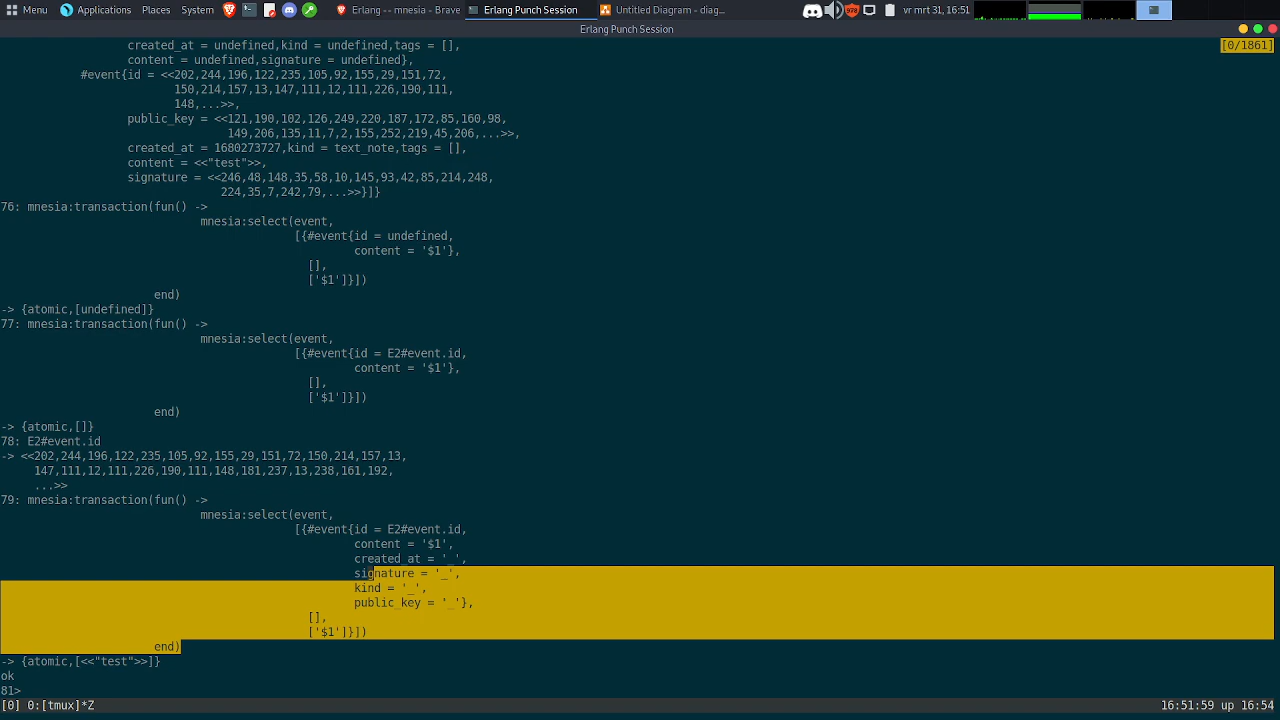 Menu Applications Places System Erlang -- mnesia - Brave Erlang Punch Session Untitled Diagram - diag... 978 vr mrt 31, 16:51
Erlang Punch Session
created_at = undefined,kind = undefined,tags = [], [0/1861]
content = undefined,signature = undefined},
#event{id = <<202,244,196,122,235,105,92,155,29,151,72,
150,214,157,13,147,111,12,111,226,190,111,
148,...>>,
public_key = <<121,190,102,126,249,220,187,172,85,160,98,
149,206,135,11,7,2,155,252,219,45,206,...>>,
created_at = 1680273727,kind = text_note,tags = [],
content = <<"test">>,
signature = <<246,48,148,35,58,10,145,93,42,85,214,248,
224,35,7,242,79,...>>}]}
76: mnesia:transaction(fun() ->
mnesia:select(event,
[{#event{id = undefined,
content = '$1'},
[],
['$1']}])
end)
-> {atomic,[undefined]}
77: mnesia:transaction(fun() ->
mnesia:select(event,
[{#event{id = E2#event.id,
content = '$1'},
[],
['$1']}])
end)
-> {atomic,[]}
78: E2#event.id
-> <<202,244,196,122,235,105,92,155,29,151,72,150,214,157,13,
147,111,12,111,226,190,111,148,181,237,13,238,161,192,
...>>
79: mnesia:transaction(fun() ->
mnesia:select(event,
[{#event{id = E2#event.id,
content = '$1',
created_at = '_',
signature = '_',
kind = '_',
public_key = '_'},
[],
['$1']}])
end)
-> {atomic,[<<"test">>]}
ok
81>
[0] 0:[tmux]*Z 16:51:59 up 16:54